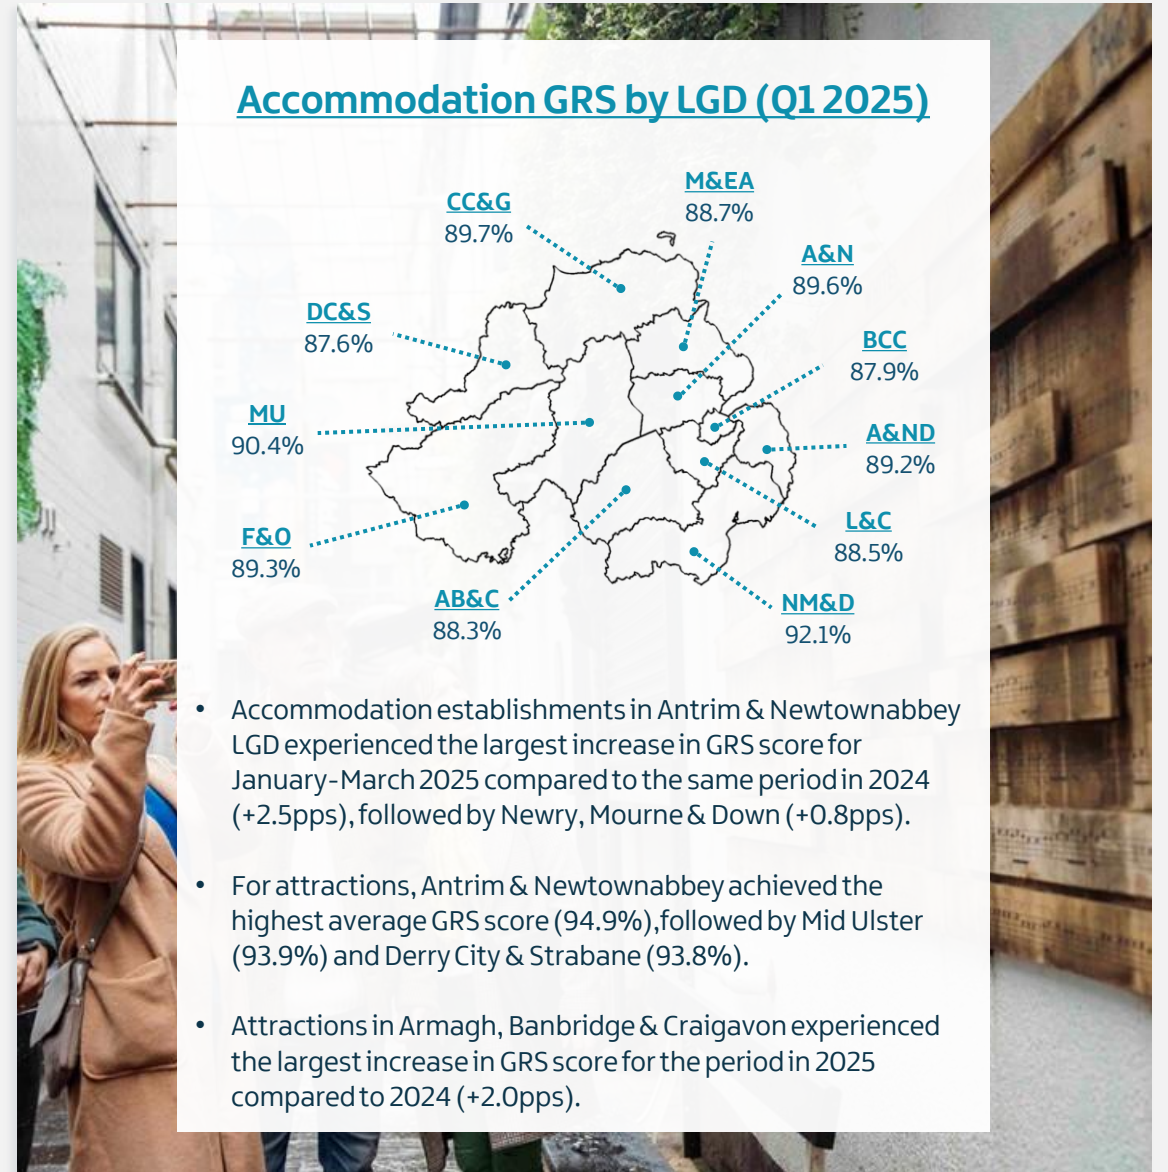 Accommodation GRS by LGD (Q1 2025)
M&EA
88.7%
CC&G
89.7%
A&N
89.6%
DC&S
87.6%
BCC
87.9%
MU
90.4%
A&ND
89.2%
L&C
88.5%
F&O
89.3%
AB&C
88.3%
NM&D
92.1%
• Accommodation establishments in Antrim & Newtownabbey
LGD experienced the largest increase in GRS score for
January-March 2025 compared to the same period in 2024
(+2.5pps), followed by Newry, Mourne & Down (+0.8pps).
• For attractions, Antrim & Newtownabbey achieved the
highest average GRS score (94.9%),followed by Mid Ulster
(93.9%) and Derry City & Strabane (93.8%).
• Attractions in Armagh, Banbridge & Craigavon experienced
the largest increase in GRS score for the period in 2025
compared to 2024 (+2.0pps).